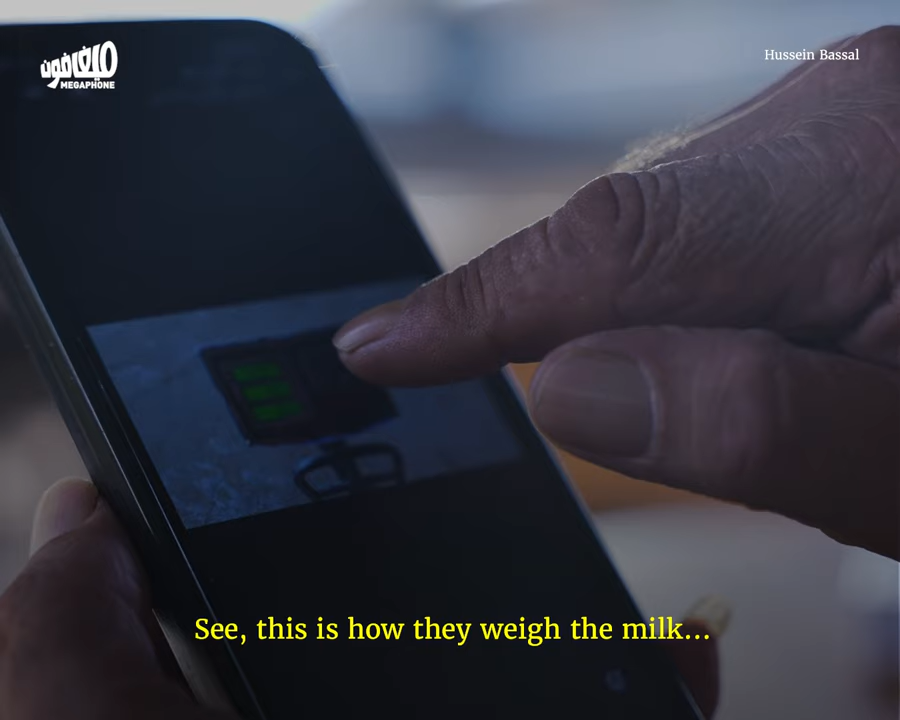 ميغافون
MEGAPHONE
Hussein Bassal
See, this is how they weigh the milk...